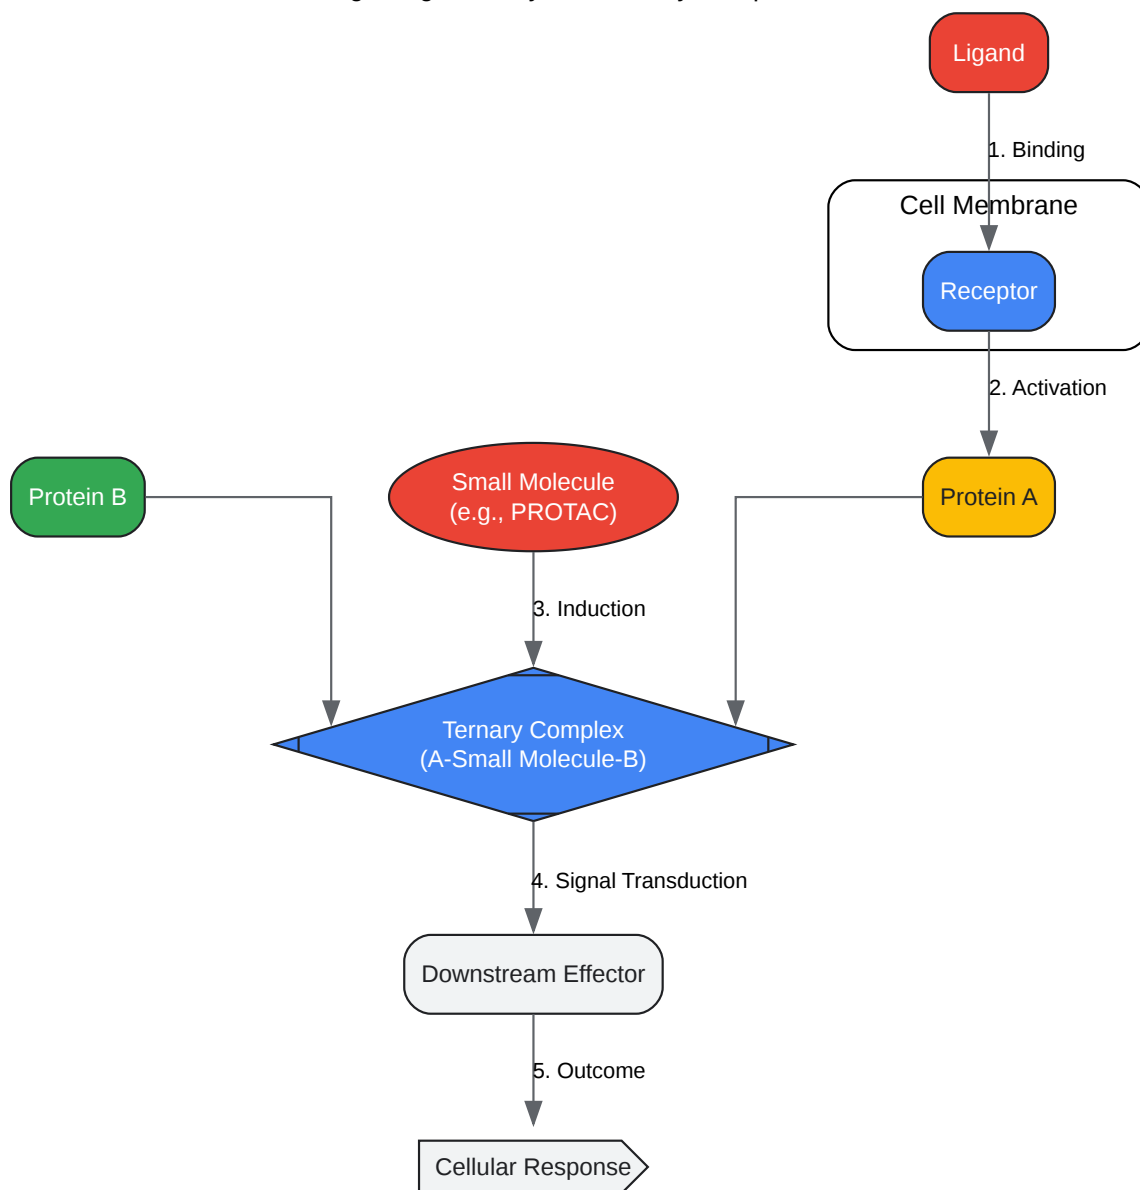 Ligand
1. Binding
Cell Membrane
Receptor
2. Activation
Protein B
Small Molecule
(e.g., PROTAC)
Protein A
3. Induction
Ternary Complex
(A-Small Molecule-B)
4. Signal Transduction
Downstream Effector
5. Outcome
Cellular Response